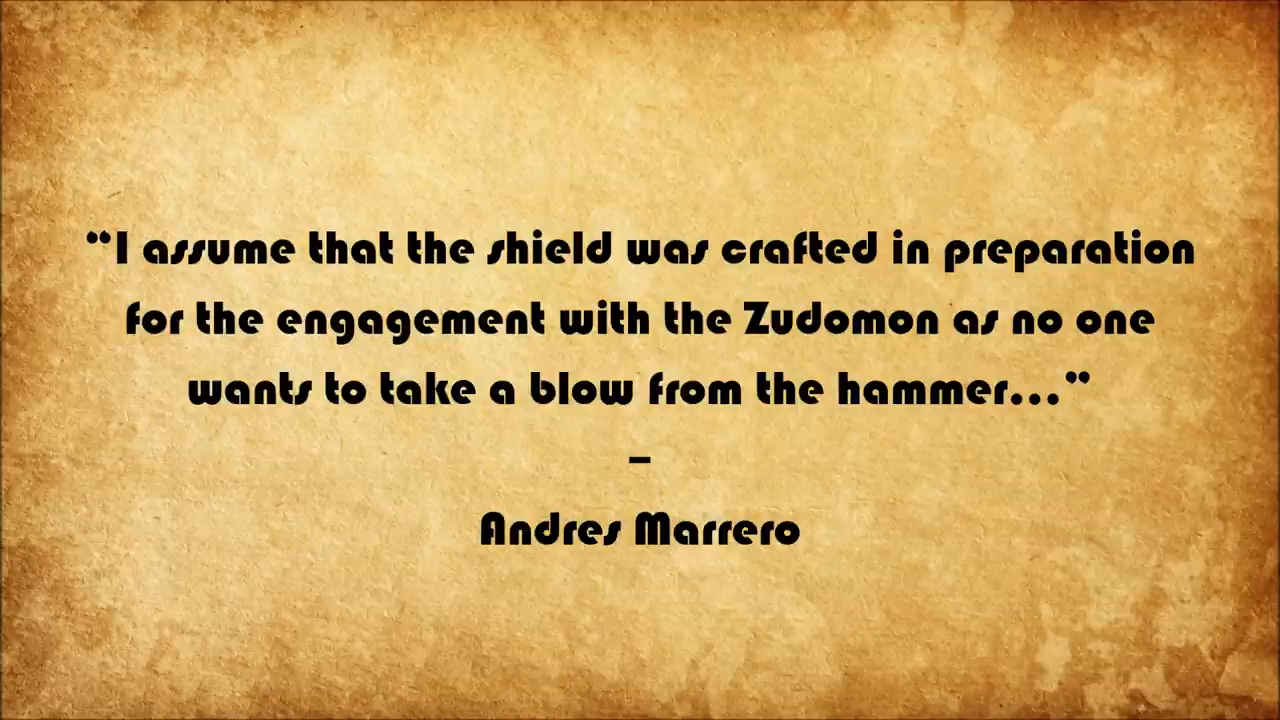 “I assume that the shield was crafted in preparation
for the engagement with the Zudomon as no one
wants to take a blow from the hammer...”
–
Andres Marrero